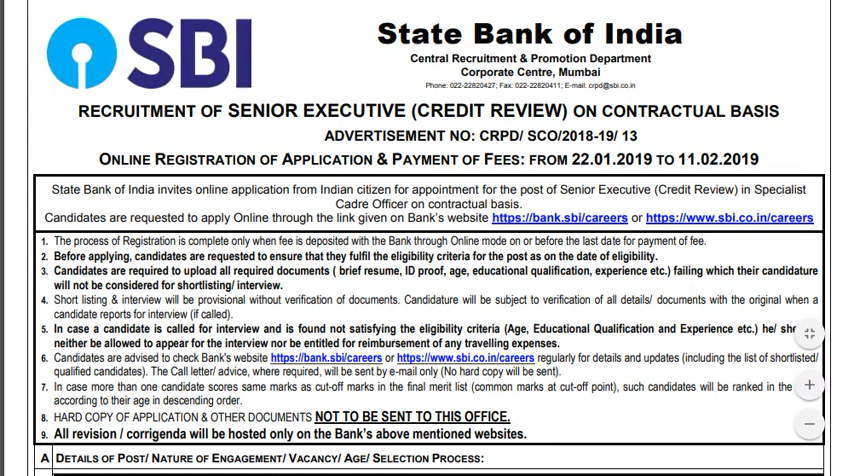 SBI
State Bank of India
Central Recruitment & Promotion Department
Corporate Centre, Mumbai
Phone: 022-22820427; Fax: 022-22820411; E-mail: crpd@sbi.co.in
RECRUITMENT OF SENIOR EXECUTIVE (CREDIT REVIEW) ON CONTRACTUAL BASIS
ADVERTISEMENT NO: CRPD/ SCO/2018-19/ 13
ONLINE REGISTRATION OF APPLICATION & PAYMENT OF FEES: FROM 22.01.2019 TO 11.02.2019
State Bank of India invites online application from Indian citizen for appointment for the post of Senior Executive (Credit Review) in Specialist
Cadre Officer on contractual basis.
Candidates are requested to apply Online through the link given on Bank's website https://bank.sbi/careers or https://www.sbi.co.in/careers
1. The process of Registration is complete only when fee is deposited with the Bank through Online mode on or before the last date for payment of fee.
2. Before applying, candidates are requested to ensure that they fulfil the eligibility criteria for the post as on the date of eligibility.
3. Candidates are required to upload all required documents ( brief resume, ID proof, age, educational qualification, experience etc.) failing which their candidature
will not be considered for shortlisting/ interview.
4. Short listing & interview will be provisional without verification of documents. Candidature will be subject to verification of all details/ documents with the original when a
candidate reports for interview (if called).
5. In case a candidate is called for interview and is found not satisfying the eligibility criteria (Age, Educational Qualification and Experience etc.) he/ sh
neither be allowed to appear for the interview nor be entitled for reimbursement of any travelling expenses.
6. Candidates are advised to check Bank's website https://bank.sbi/careers or https://www.sbi.co.in/careers regularly for details and updates (including the list of shortlisted/
qualified candidates). The Call letter/ advice, where required, will be sent by e-mail only (No hard copy will be sent).
7. In case more than one candidate scores same marks as cut-off marks in the final merit list (common marks at cut-off point), such candidates will be ranked in the
according to their age in descending order.
8. HARD COPY OF APPLICATION & OTHER DOCUMENTS NOT TO BE SENT TO THIS OFFICE.
9. All revision / corrigenda will be hosted only on the Bank's above mentioned websites.
A DETAILS OF POST/ NATURE OF ENGAGEMENT/ VACANCY/ AGE/ SELECTION PROCESS: